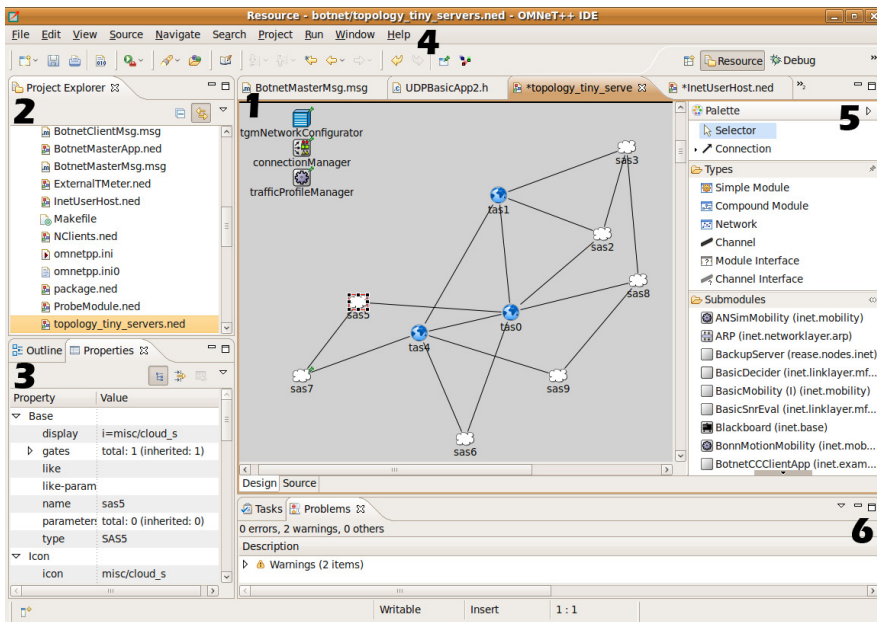 Resource - botnet/topology_tiny_servers.ned - OMNeT++ IDE
File Edit View Source Navigate Search Project Run Window Help
4
Resource Debug
Project Explorer
2
BotnetClientMsg.msg
BotnetMasterApp.ned
BotnetMasterMsg.msg
ExternalTMeter.ned
InetUserHost.ned
Makefile
NClients.ned
omnetpp.ini
omnetpp.ini0
package.ned
ProbeModule.ned
topology_tiny_servers.ned
BotnetMasterMsg.msg UDPBasicApp2.h *topology_tiny_serve *InetUserHost.ned »2
1
tgmNetworkConfigurator
connectionManager
trafficProfileManager
sas3
tas1
sas2
sas8
sas5
tas0
tas4
sas7
sas9
sas6
Design Source
Palette
5
Selector
Connection
Types
Simple Module
Compound Module
Network
Channel
Module Interface
Channel Interface
Submodules
ANSimMobility (inet.mobility)
ARP (inet.networklayer.arp)
BackupServer (rease.nodes.inet)
BasicDecider (inet.linklayer.mf...
BasicMobility (I) (inet.mobility)
BasicSnrEval (inet.linklayer.mf...
Blackboard (inet.base)
BonnMotionMobility (inet.mob...
BotnetCCClientApp (inet.exam...
Outline Properties
3
Property Value
Base
display i=misc/cloud_s
gates total: 1 (inherited: 1)
like
like-param
name sas5
parameters total: 0 (inherited: 0)
type SAS5
Icon
icon misc/cloud_s
Tasks Problems
6
0 errors, 2 warnings, 0 others
Description
Warnings (2 items)
Writable Insert 1 : 1